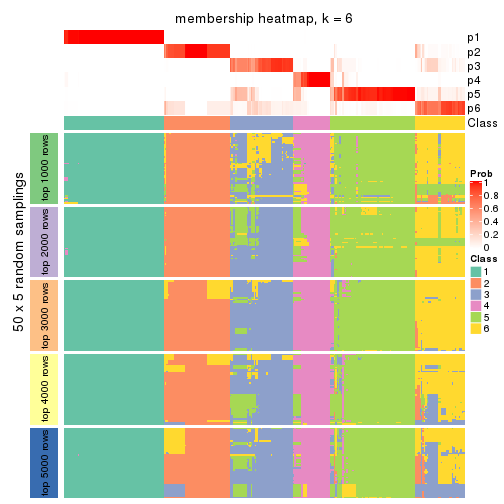 membership heatmap, k = 6
p1
p2
p3
p4
p5
p6
Class
50 x 5 random samplings
top 1000 rows
top 2000 rows
top 3000 rows
top 4000 rows
top 5000 rows
Prob
1
0.8
0.6
0.4
0.2
0
Class
1
2
3
4
5
6